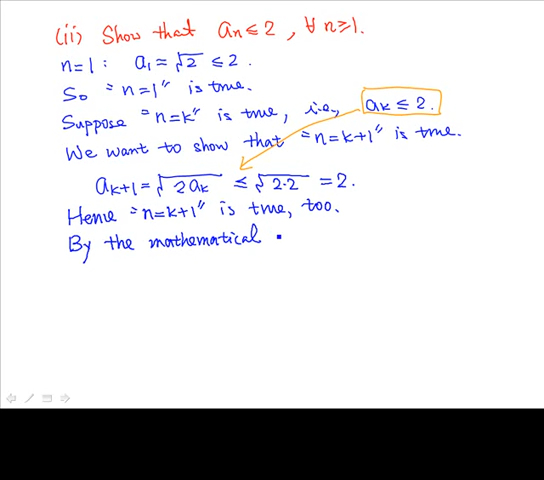 (ii) Show that aₙ ≤ 2, ∀ n ≥ 1.
n=1 : a₁ = √2 ≤ 2.
So "n=1" is true.
Suppose "n=k" is true, i.e., aₖ ≤ 2.
We want to show that "n=k+1" is true.
aₖ₊₁ = √(2aₖ) ≤ √(2·2) = 2.
Hence "n=k+1" is true, too.
By the mathematical